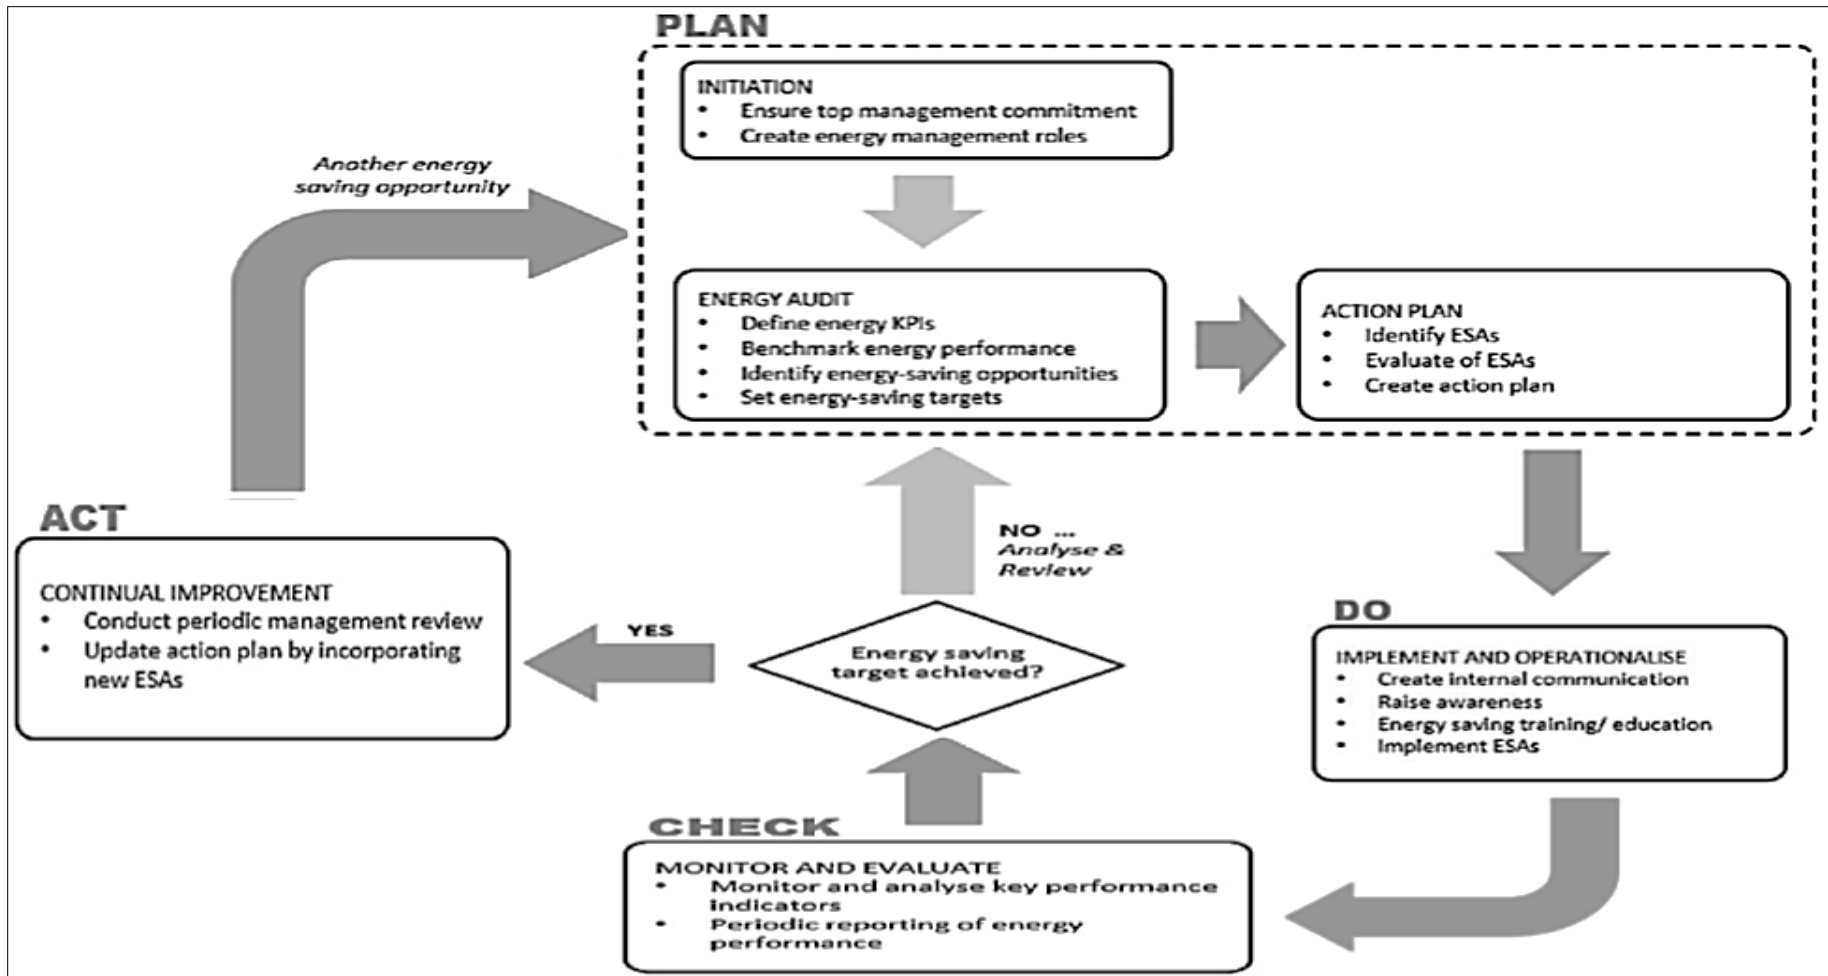 PLAN
INITIATION
• Ensure top management commitment
• Create energy management roles
Another energy
saving opportunity
ENERGY AUDIT
• Define energy KPIs
• Benchmark energy performance
• Identify energy-saving opportunities
• Set energy-saving targets
ACTION PLAN
• Identify ESAs
• Evaluate of ESAs
• Create action plan
NO ...
Analyse &
Review
ACT
CONTINUAL IMPROVEMENT
• Conduct periodic management review
• Update action plan by incorporating
new ESAs
YES
Energy saving
target achieved?
DO
IMPLEMENT AND OPERATIONALISE
• Create internal communication
• Raise awareness
• Energy saving training/ education
• Implement ESAs
CHECK
MONITOR AND EVALUATE
• Monitor and analyse key performance
indicators
• Periodic reporting of energy
performance